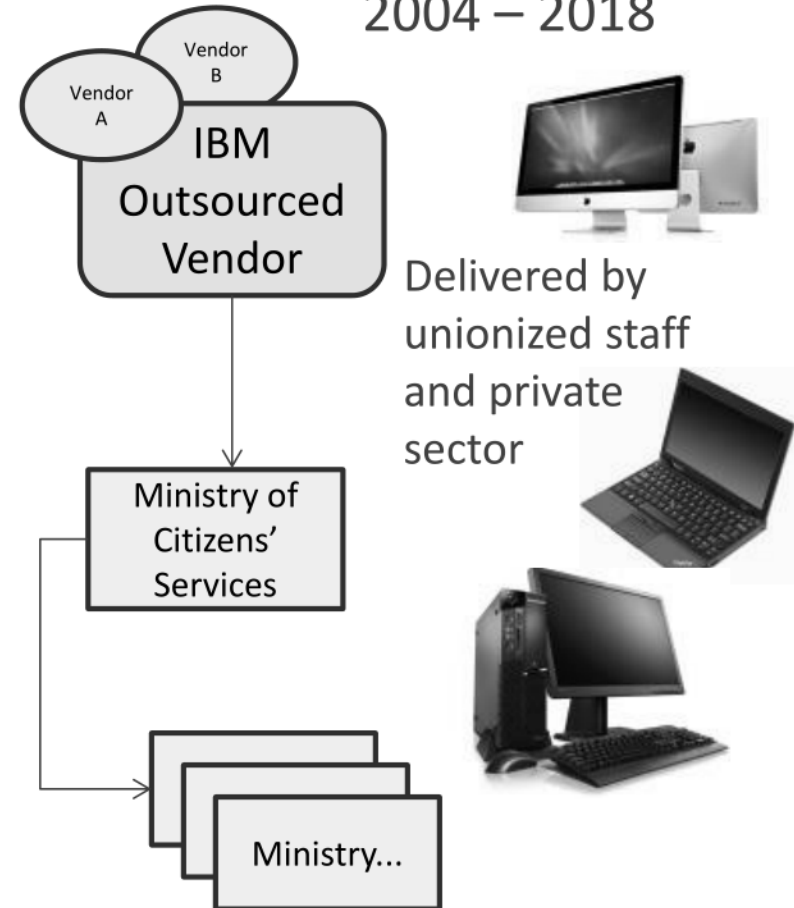 2004 – 2018
Vendor
B
Vendor
A
IBM
Outsourced
Vendor
Delivered by
unionized staff
and private
sector
Ministry of
Citizens’
Services
Ministry...